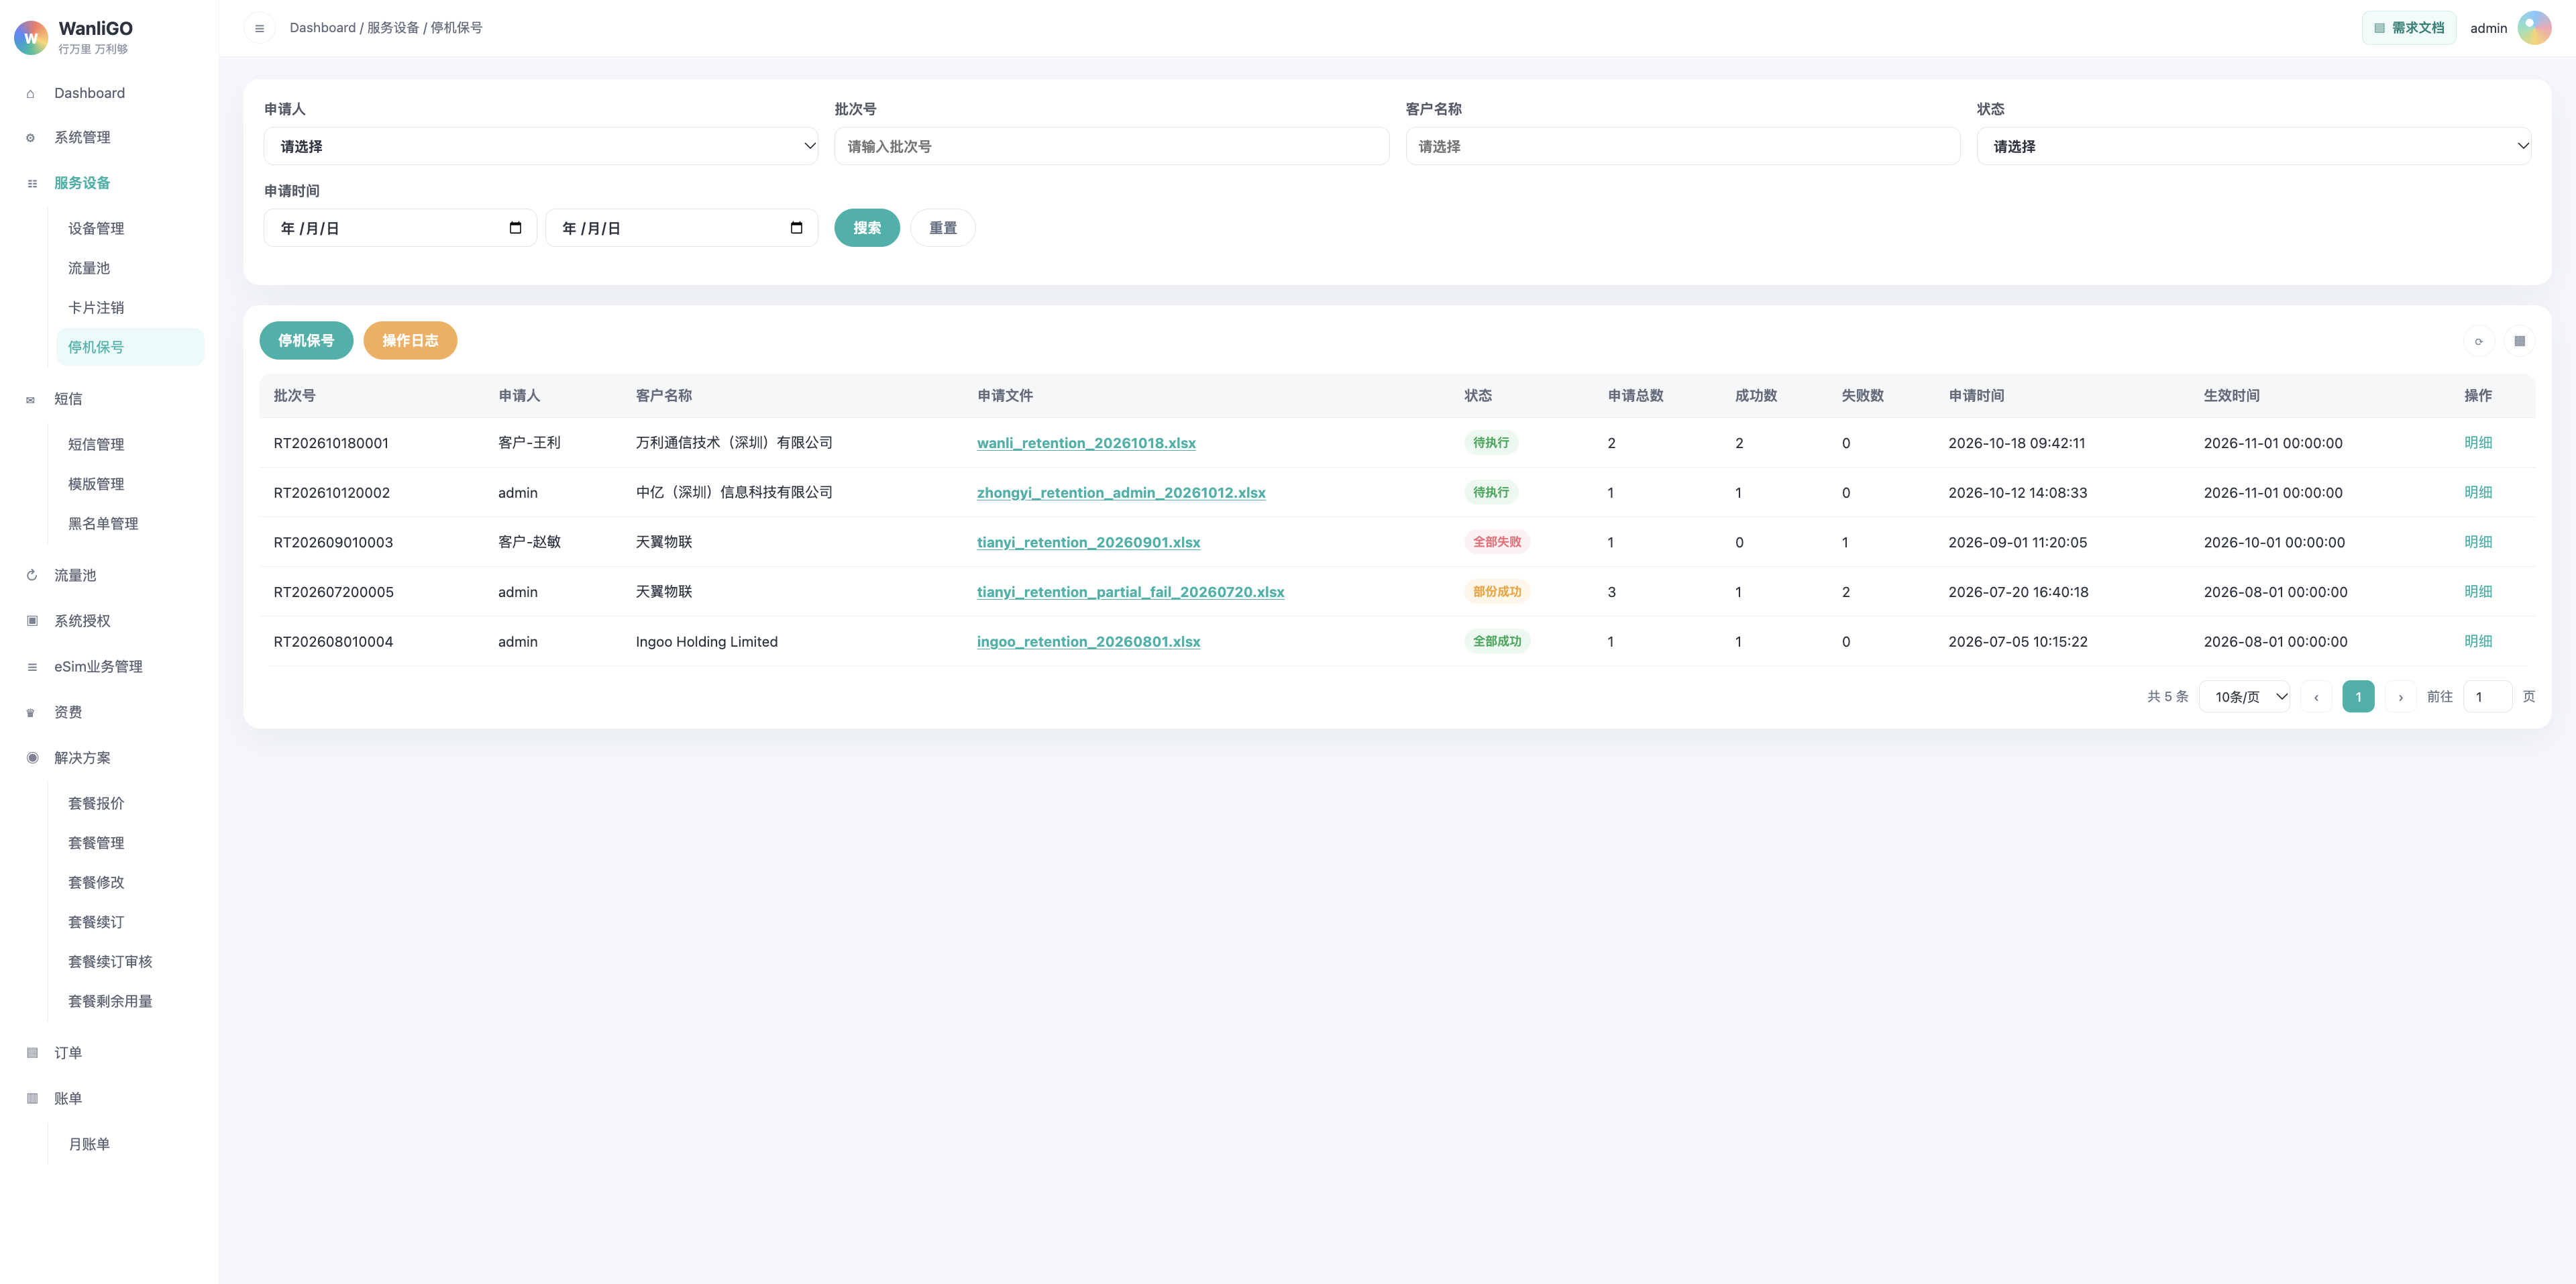 WanliGO
行万里 万利够
Dashboard
系统管理
服务设备
设备管理
流量池
卡片注销
停机保号
短信
短信管理
模版管理
黑名单管理
流量池
系统授权
eSim业务管理
资费
解决方案
套餐报价
套餐管理
套餐修改
套餐续订
套餐续订审核
套餐剩余用量
订单
账单
月账单
Dashboard / 服务设备 / 停机保号
需求文档 admin
申请人 批次号 客户名称 状态
请选择 请输入批次号 请选择 请选择
申请时间
年 /月/日 年 /月/日 搜索 重置
停机保号 操作日志
批次号 申请人 客户名称 申请文件 状态 申请总数 成功数 失败数 申请时间 生效时间 操作
RT202610180001 客户-王利 万利通信技术（深圳）有限公司 wanli_retention_20261018.xlsx 待执行 2 2 0 2026-10-18 09:42:11 2026-11-01 00:00:00 明细
RT202610120002 admin 中亿（深圳）信息科技有限公司 zhongyi_retention_admin_20261012.xlsx 待执行 1 1 0 2026-10-12 14:08:33 2026-11-01 00:00:00 明细
RT202609010003 客户-赵敏 天翼物联 tianyi_retention_20260901.xlsx 全部失败 1 0 1 2026-09-01 11:20:05 2026-10-01 00:00:00 明细
RT202607200005 admin 天翼物联 tianyi_retention_partial_fail_20260720.xlsx 部份成功 3 1 2 2026-07-20 16:40:18 2026-08-01 00:00:00 明细
RT202608010004 admin Ingoo Holding Limited ingoo_retention_20260801.xlsx 全部成功 1 1 0 2026-07-05 10:15:22 2026-08-01 00:00:00 明细
共 5 条 10条/页 ‹ 1 › 前往 1 页